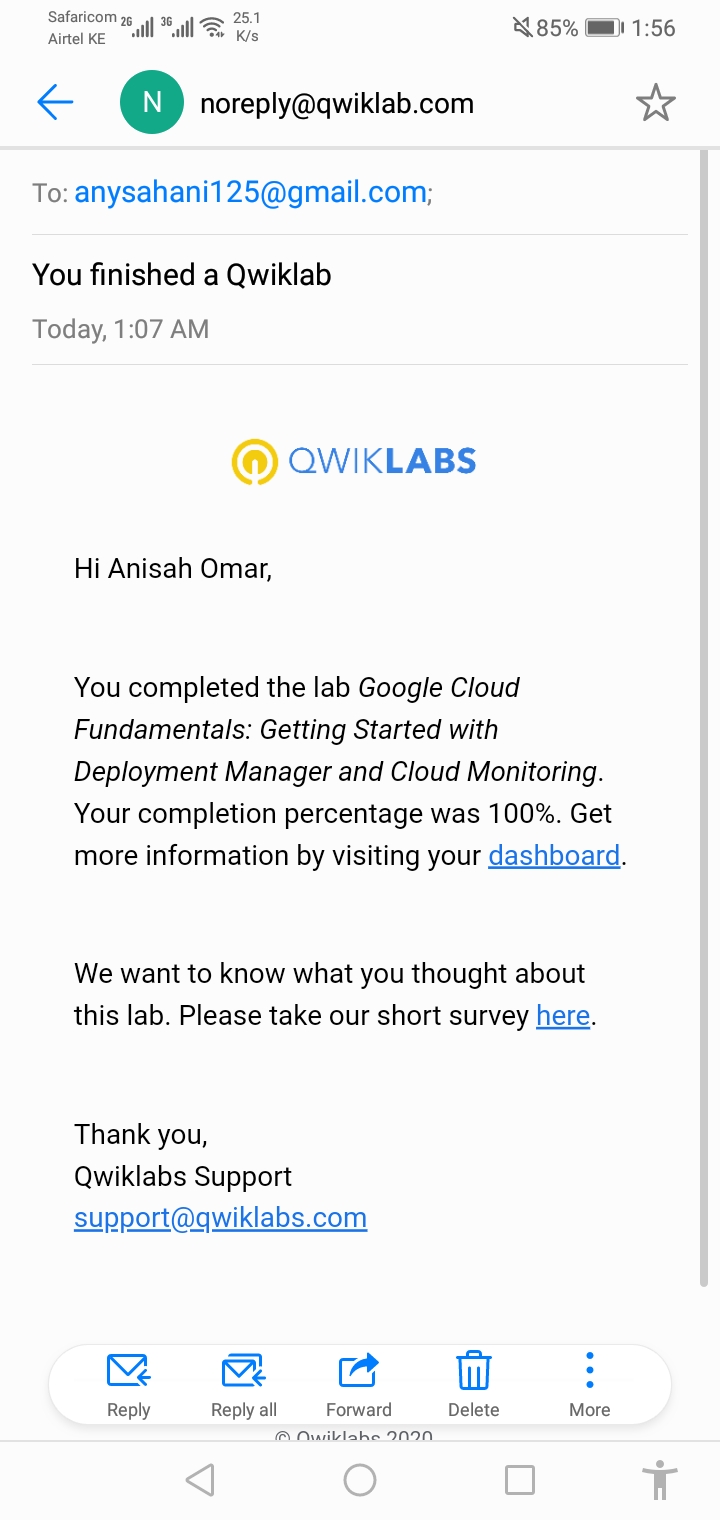 Safaricom 2G 3G 25.1 85% 1:56
Airtel KE K/s
N noreply@qwiklab.com
To: anysahani125@gmail.com;
You finished a Qwiklab
Today, 1:07 AM
QWIKLABS
Hi Anisah Omar,
You completed the lab Google Cloud
Fundamentals: Getting Started with
Deployment Manager and Cloud Monitoring.
Your completion percentage was 100%. Get
more information by visiting your dashboard.
We want to know what you thought about
this lab. Please take our short survey here.
Thank you,
Qwiklabs Support
support@qwiklabs.com
Reply Reply all Forward Delete More
© Qwiklabs 2020